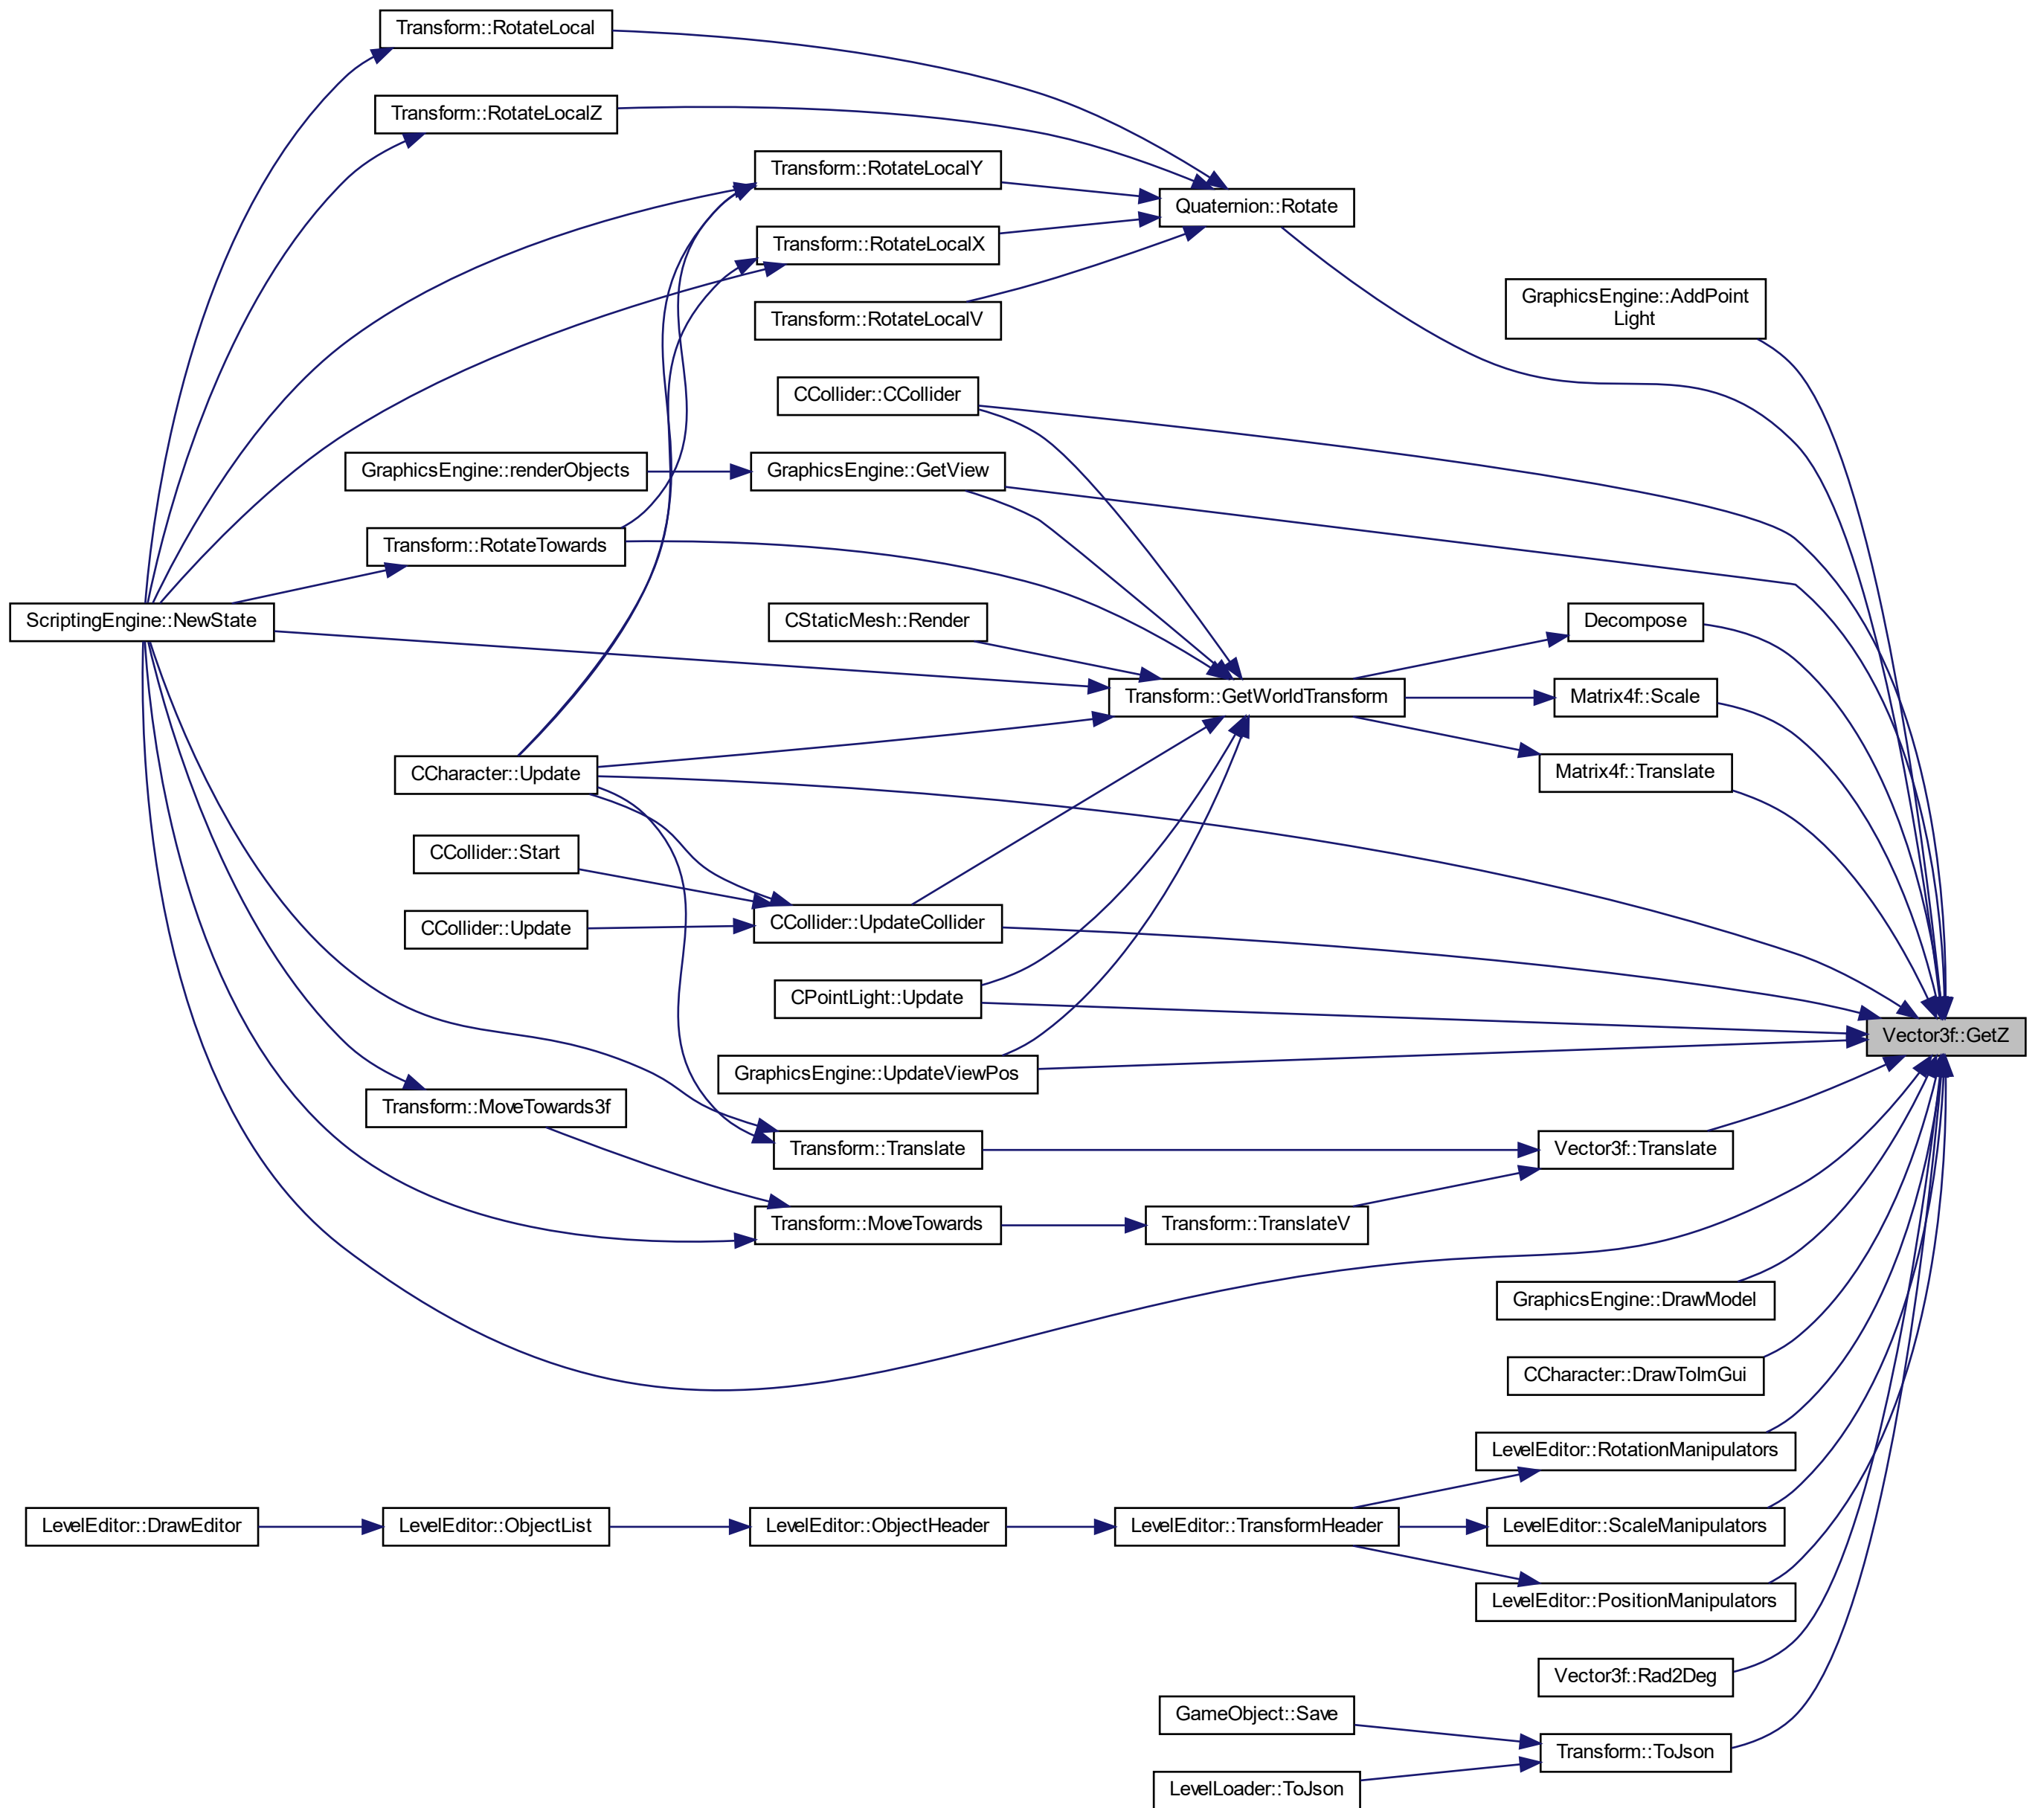 Transform::RotateLocal
Transform::RotateLocalZ
Transform::RotateLocalY
Quaternion::Rotate
Transform::RotateLocalX
GraphicsEngine::AddPoint
Light
Transform::RotateLocalV
CCollider::CCollider
GraphicsEngine::renderObjects
GraphicsEngine::GetView
Transform::RotateTowards
ScriptingEngine::NewState
CStaticMesh::Render
Decompose
Transform::GetWorldTransform
Matrix4f::Scale
CCharacter::Update
Matrix4f::Translate
CCollider::Start
CCollider::Update
CCollider::UpdateCollider
CPointLight::Update
Vector3f::GetZ
GraphicsEngine::UpdateViewPos
Transform::MoveTowards3f
Transform::Translate
Vector3f::Translate
Transform::MoveTowards
Transform::TranslateV
GraphicsEngine::DrawModel
CCharacter::DrawToImGui
LevelEditor::RotationManipulators
LevelEditor::DrawEditor
LevelEditor::ObjectList
LevelEditor::ObjectHeader
LevelEditor::TransformHeader
LevelEditor::ScaleManipulators
LevelEditor::PositionManipulators
Vector3f::Rad2Deg
GameObject::Save
Transform::ToJson
LevelLoader::ToJson